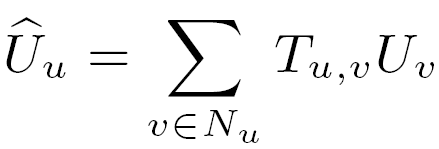 $\widehat{U}_u = \sum_{v \in N_u} T_{u,v} U_v$